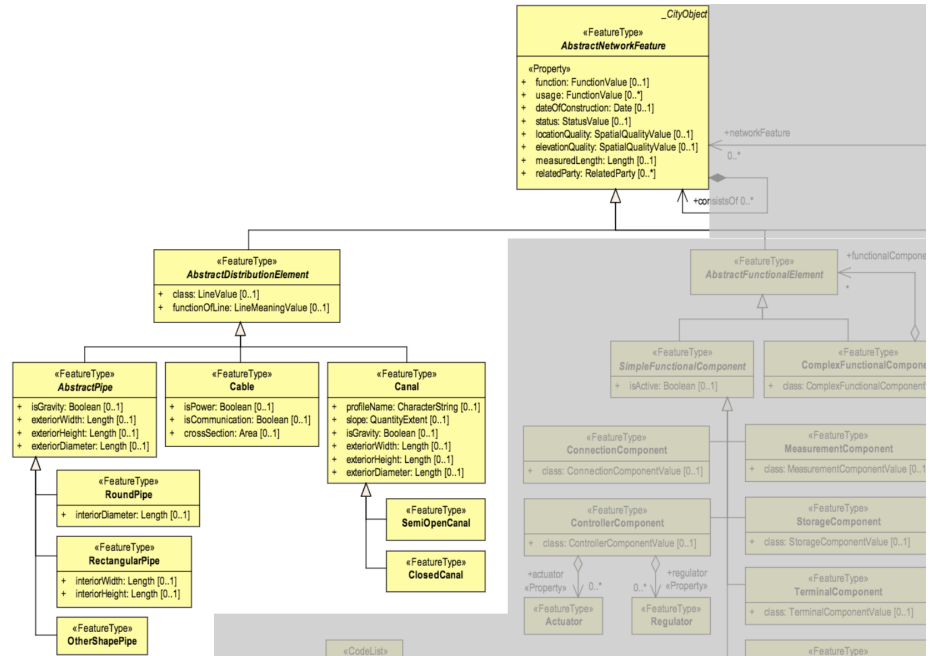 _CityObject
«FeatureType»
AbstractNetworkFeature
«Property»
+ function: FunctionValue [0..1]
+ usage: FunctionValue [0..*]
+ dateOfConstruction: Date [0..1]
+ status: StatusValue [0..1]
+ locationQuality: SpatialQualityValue [0..1]
+ elevationQuality: SpatialQualityValue [0..1]
+ measuredLength: Length [0..1]
+ relatedParty: RelatedParty [0..*]
+networkFeature
0..*
+consistsOf 0..*
«FeatureType»
AbstractDistributionElement
+ class: LineValue [0..1]
+ functionOfLine: LineMeaningValue [0..1]
«FeatureType»
AbstractFunctionalElement
+functionalCompone
*
«FeatureType»
AbstractPipe
+ isGravity: Boolean [0..1]
+ exteriorWidth: Length [0..1]
+ exteriorHeight: Length [0..1]
+ exteriorDiameter: Length [0..1]
«FeatureType»
Cable
+ isPower: Boolean [0..1]
+ isCommunication: Boolean [0..1]
+ crossSection: Area [0..1]
«FeatureType»
Canal
+ profileName: CharacterString [0..1]
+ slope: QuantityExtent [0..1]
+ isGravity: Boolean [0..1]
+ exteriorWidth: Length [0..1]
+ exteriorHeight: Length [0..1]
+ exteriorDiameter: Length [0..1]
«FeatureType»
SimpleFunctionalComponent
+ isActive: Boolean [0..1]
«FeatureType»
ComplexFunctionalCompone
+ class: ComplexFunctionalComponent
«FeatureType»
RoundPipe
+ interiorDiameter: Length [0..1]
«FeatureType»
RectangularPipe
+ interiorWidth: Length [0..1]
+ interiorHeight: Length [0..1]
«FeatureType»
OtherShapePipe
«FeatureType»
SemiOpenCanal
«FeatureType»
ClosedCanal
«FeatureType»
ConnectionComponent
+ class: ConnectionComponentValue [0..1]
«FeatureType»
MeasurementComponent
+ class: MeasurementComponentValue [0..1]
«FeatureType»
ControllerComponent
+ class: ControllerComponentValue [0..1]
«FeatureType»
StorageComponent
+ class: StorageComponentValue [0..1]
+actuator
«Property»
0..*
+regulator
«Property»
0..*
«FeatureType»
Actuator
«FeatureType»
Regulator
«FeatureType»
TerminalComponent
+ class: TerminalComponentValue [0..1]
«CodeList»
«FeatureType»